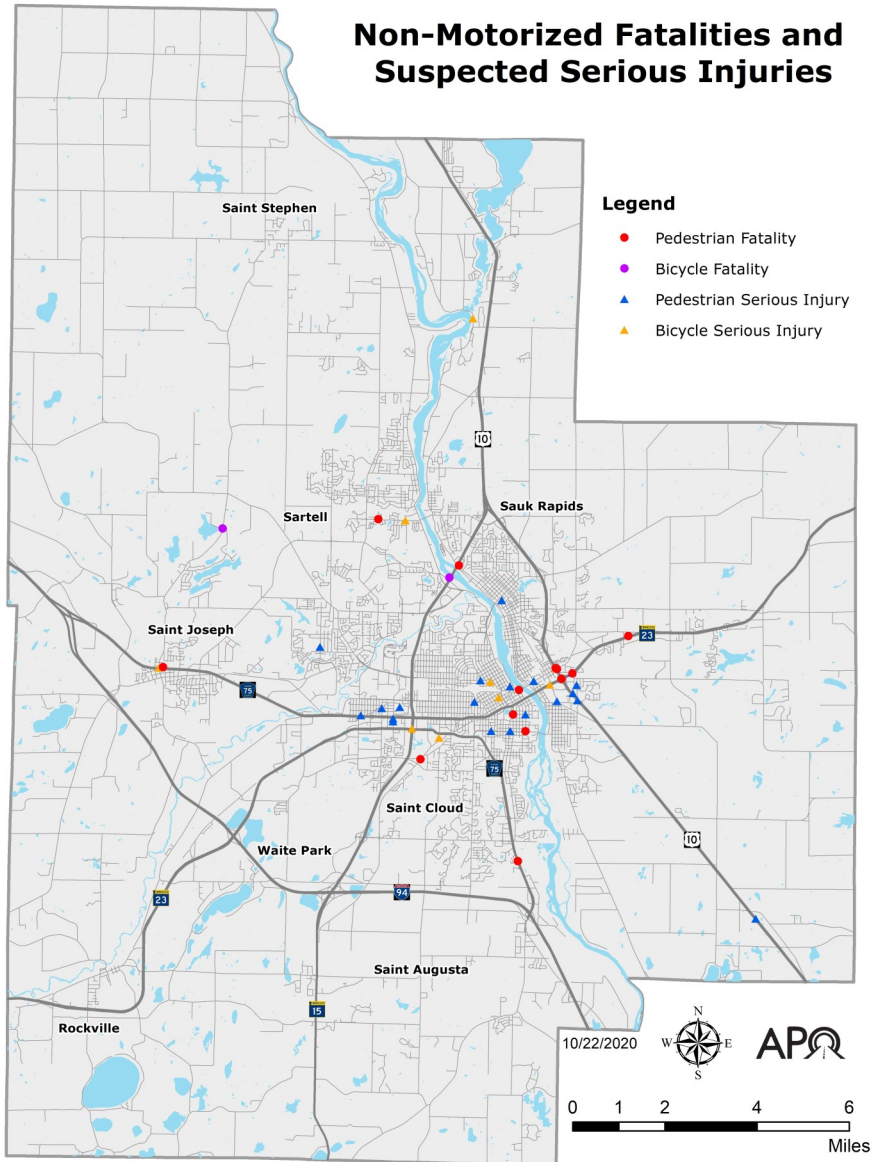 Non-Motorized Fatalities and
Suspected Serious Injuries
Legend
Pedestrian Fatality
Bicycle Fatality
Pedestrian Serious Injury
Bicycle Serious Injury
Saint Stephen
10
Sartell
Sauk Rapids
Saint Joseph
23
75
75
Saint Cloud
Waite Park
10
94
23
Saint Augusta
15
Rockville
10/22/2020
N
W
E
S
APO
0 1 2 4 6
Miles